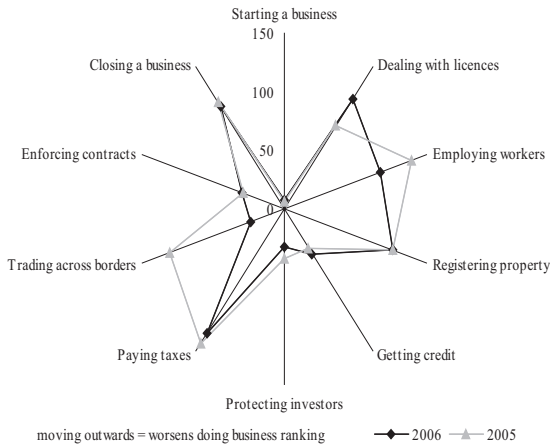 Starting a business
150
Closing a business
Dealing with licences
100
Enforcing contracts
50
Employing workers
0
Trading across borders
Registering property
Paying taxes
Getting credit
Protecting investors
moving outwards = worsens doing business ranking
2006
2005